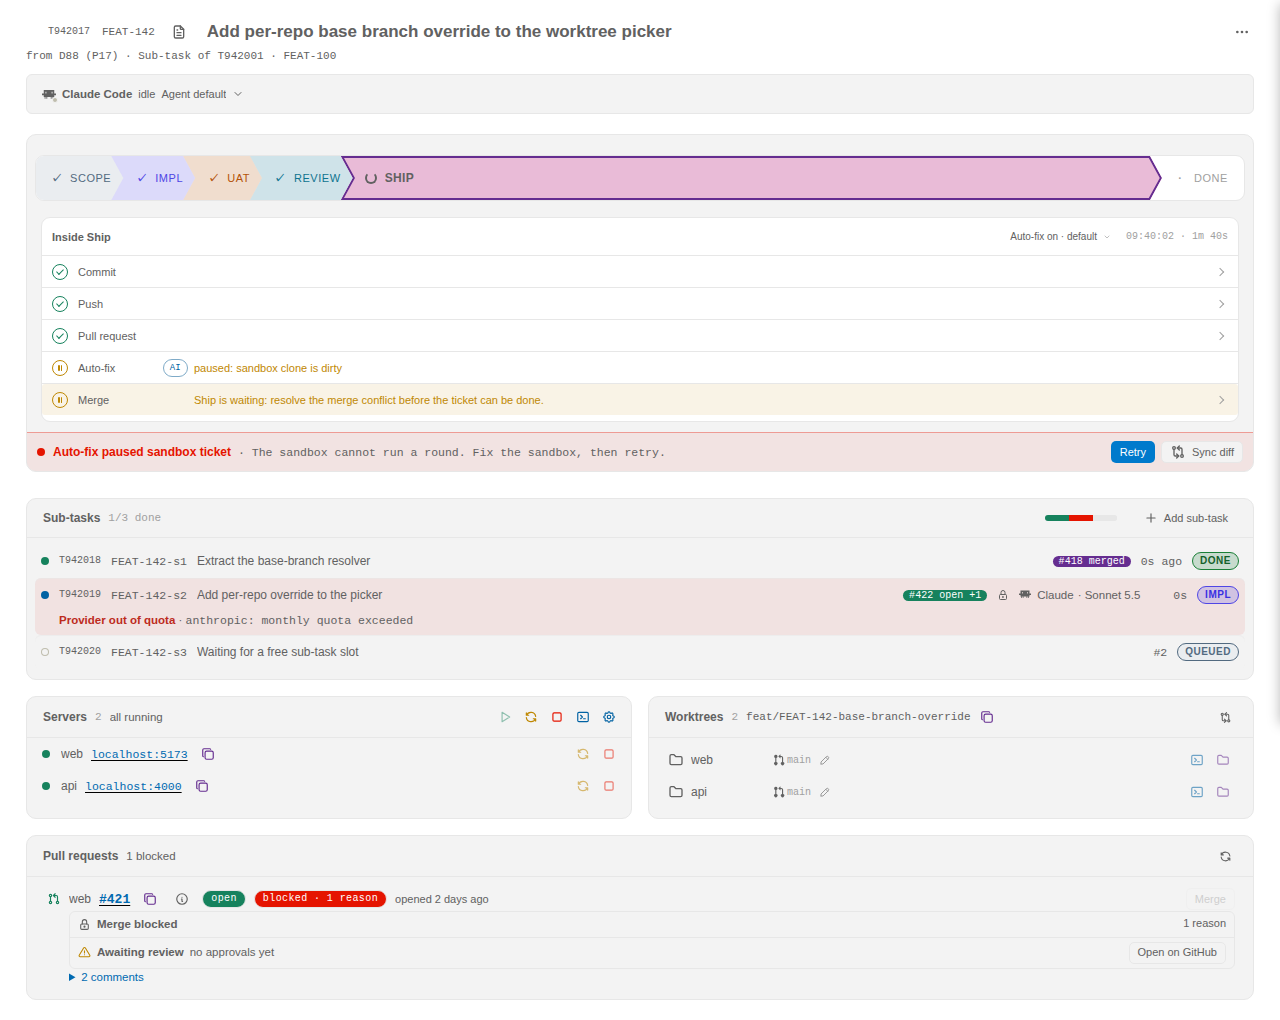 T942017 FEAT-142 Add per-repo base branch override to the worktree picker
from D88 (P17) · Sub-task of T942001 · FEAT-100
Claude Code idle Agent default
SCOPE IMPL UAT REVIEW SHIP DONE
Inside Ship Auto-fix on · default 09:40:02 · 1m 40s
Commit
Push
Pull request
Auto-fix AI paused: sandbox clone is dirty
Merge Ship is waiting: resolve the merge conflict before the ticket can be done.
Auto-fix paused sandbox ticket · The sandbox cannot run a round. Fix the sandbox, then retry. Retry Sync diff
Sub-tasks 1/3 done Add sub-task
T942018 FEAT-142-s1 Extract the base-branch resolver #418 merged 0s ago DONE
T942019 FEAT-142-s2 Add per-repo override to the picker #422 open +1 Claude · Sonnet 5.5 0s IMPL
Provider out of quota · anthropic: monthly quota exceeded
T942020 FEAT-142-s3 Waiting for a free sub-task slot #2 QUEUED
Servers 2 all running
web localhost:5173
api localhost:4000
Worktrees 2 feat/FEAT-142-base-branch-override
web main
api main
Pull requests 1 blocked
web #421 open blocked · 1 reason opened 2 days ago Merge
Merge blocked 1 reason
Awaiting review no approvals yet Open on GitHub
2 comments